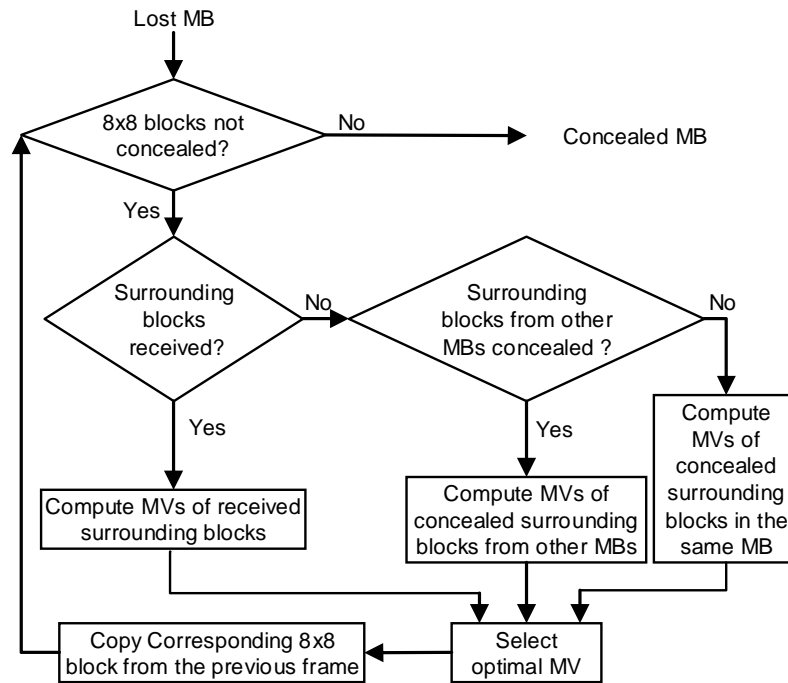 Lost MB
8x8 blocks not
concealed?
No
Concealed MB
Yes
Surrounding
blocks
received?
No
Surrounding
blocks from other
MBs concealed ?
No
Yes
Yes
Compute MVs of received
surrounding blocks
Compute MVs of
concealed surrounding
blocks from other MBs
Compute
MVs of
concealed
surrounding
blocks in the
same MB
Copy Corresponding 8x8
block from the previous frame
Select
optimal MV